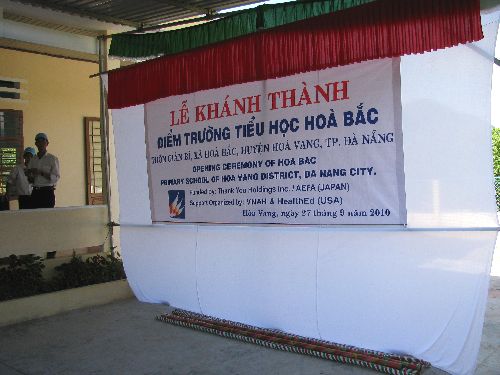 LỄ KHÁNH THÀNH
ĐIỂM TRƯỜNG TIỂU HỌC HOÀ BẮC
THÔN GIÀN BÍ, XÃ HOÀ BẮC, HUYỆN HOÀ VANG, TP. ĐÀ NẴNG
OPENING CEREMONY OF HOA BAC
PRIMARY SCHOOL OF HOA VANG DISTRICT, DA NANG CITY.
Funded by: Thank You Holdings Inc. / AEFA (JAPAN)
Support Organized by: VNAH & HealthEd (USA)
Hòa Vang, ngày 27 tháng 9 năm 2010